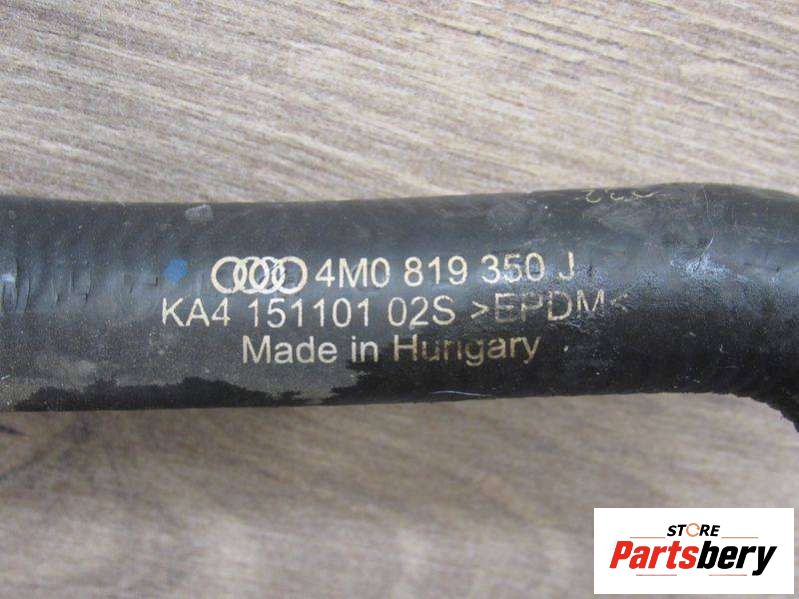 4M0 819 350 J
KA4 151101 02S >EPDM<
Made in Hungary
STORE
Partsbery